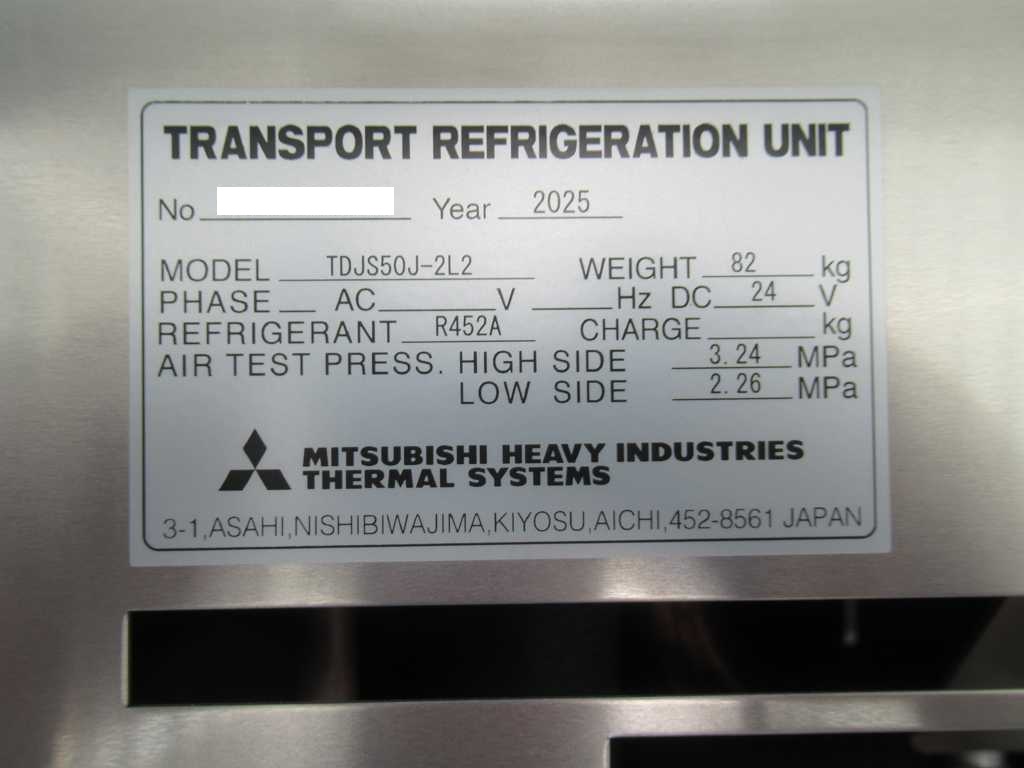 TRANSPORT REFRIGERATION UNIT
No Year 2025
MODEL TDJS50J-2L2 WEIGHT 82 kg
PHASE AC V Hz DC 24 V
REFRIGERANT R452A CHARGE kg
AIR TEST PRESS. HIGH SIDE 3.24 MPa
LOW SIDE 2.26 MPa
MITSUBISHI HEAVY INDUSTRIES
THERMAL SYSTEMS
3-1,ASAHI,NISHIBIWAJIMA,KIYOSU,AICHI,452-8561 JAPAN